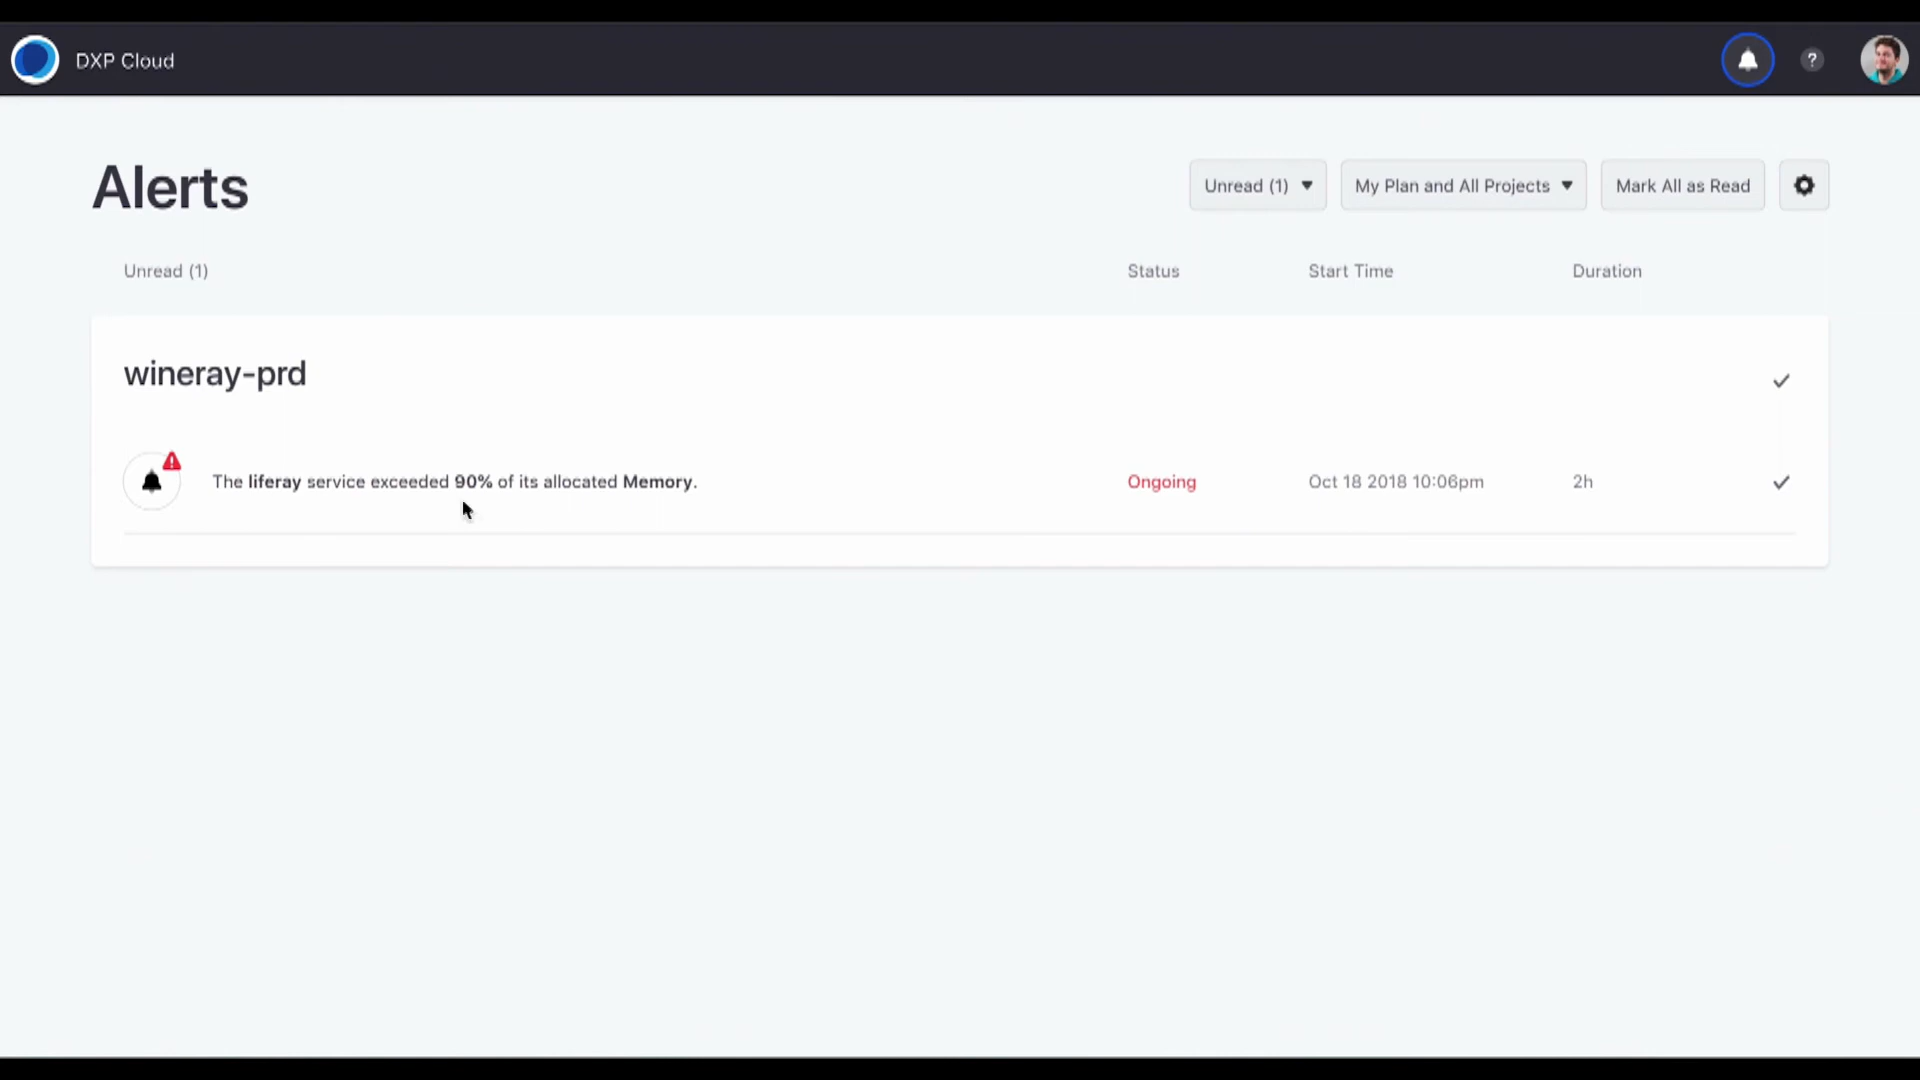 DXP Cloud
?
Alerts
Unread (1)
My Plan and All Projects
Mark All as Read
Unread (1)
Status
Start Time
Duration
wineray-prd
The liferay service exceeded 90% of its allocated Memory.
Ongoing
Oct 18 2018 10:06pm
2h